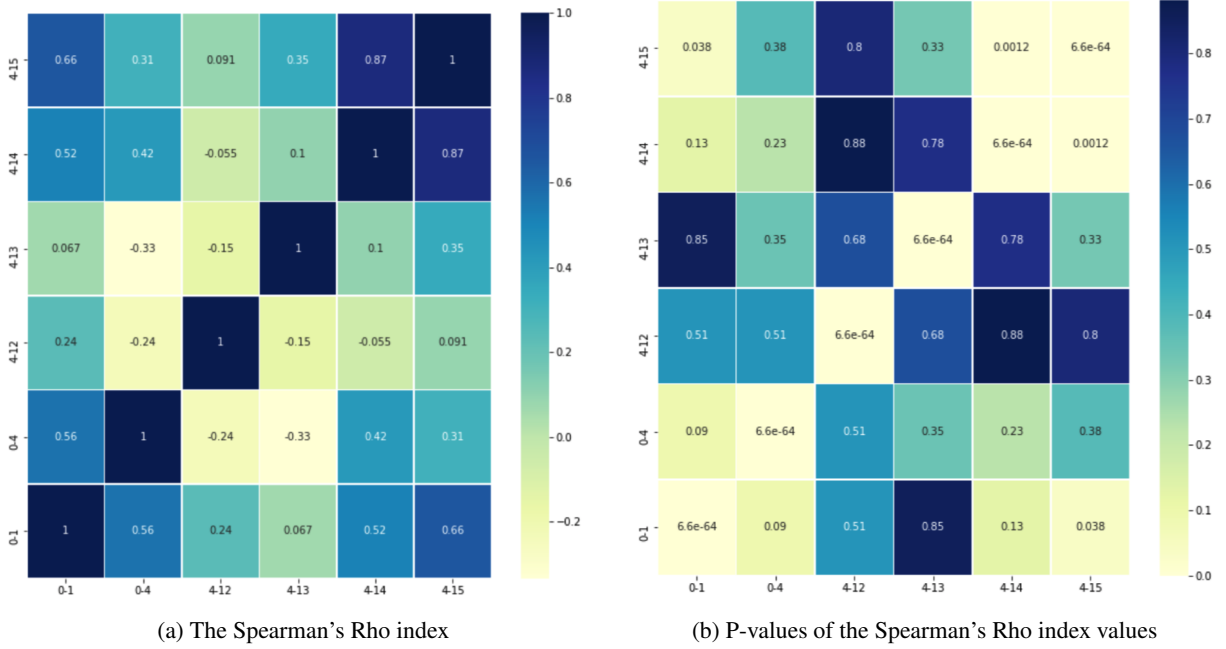 4-15 0.66 0.31 0.091 0.35 0.87 1
4-14 0.52 0.42 -0.055 0.1 1 0.87
4-13 0.067 -0.33 -0.15 1 0.1 0.35
4-12 0.24 -0.24 1 -0.15 -0.055 0.091
0-4 0.56 1 -0.24 -0.33 0.42 0.31
0-1 1 0.56 0.24 0.067 0.52 0.66
0-1 0-4 4-12 4-13 4-14 4-15
1.0
0.8
0.6
0.4
0.2
0.0
−0.2
(a) The Spearman's Rho index
4-15 0.038 0.38 0.8 0.33 0.0012 6.6e-64
4-14 0.13 0.23 0.88 0.78 6.6e-64 0.0012
4-13 0.85 0.35 0.68 6.6e-64 0.78 0.33
4-12 0.51 0.51 6.6e-64 0.68 0.88 0.8
0-4 0.09 6.6e-64 0.51 0.35 0.23 0.38
0-1 6.6e-64 0.09 0.51 0.85 0.13 0.038
0-1 0-4 4-12 4-13 4-14 4-15
0.8
0.7
0.6
0.5
0.4
0.3
0.2
0.1
0.0
(b) P-values of the Spearman's Rho index values